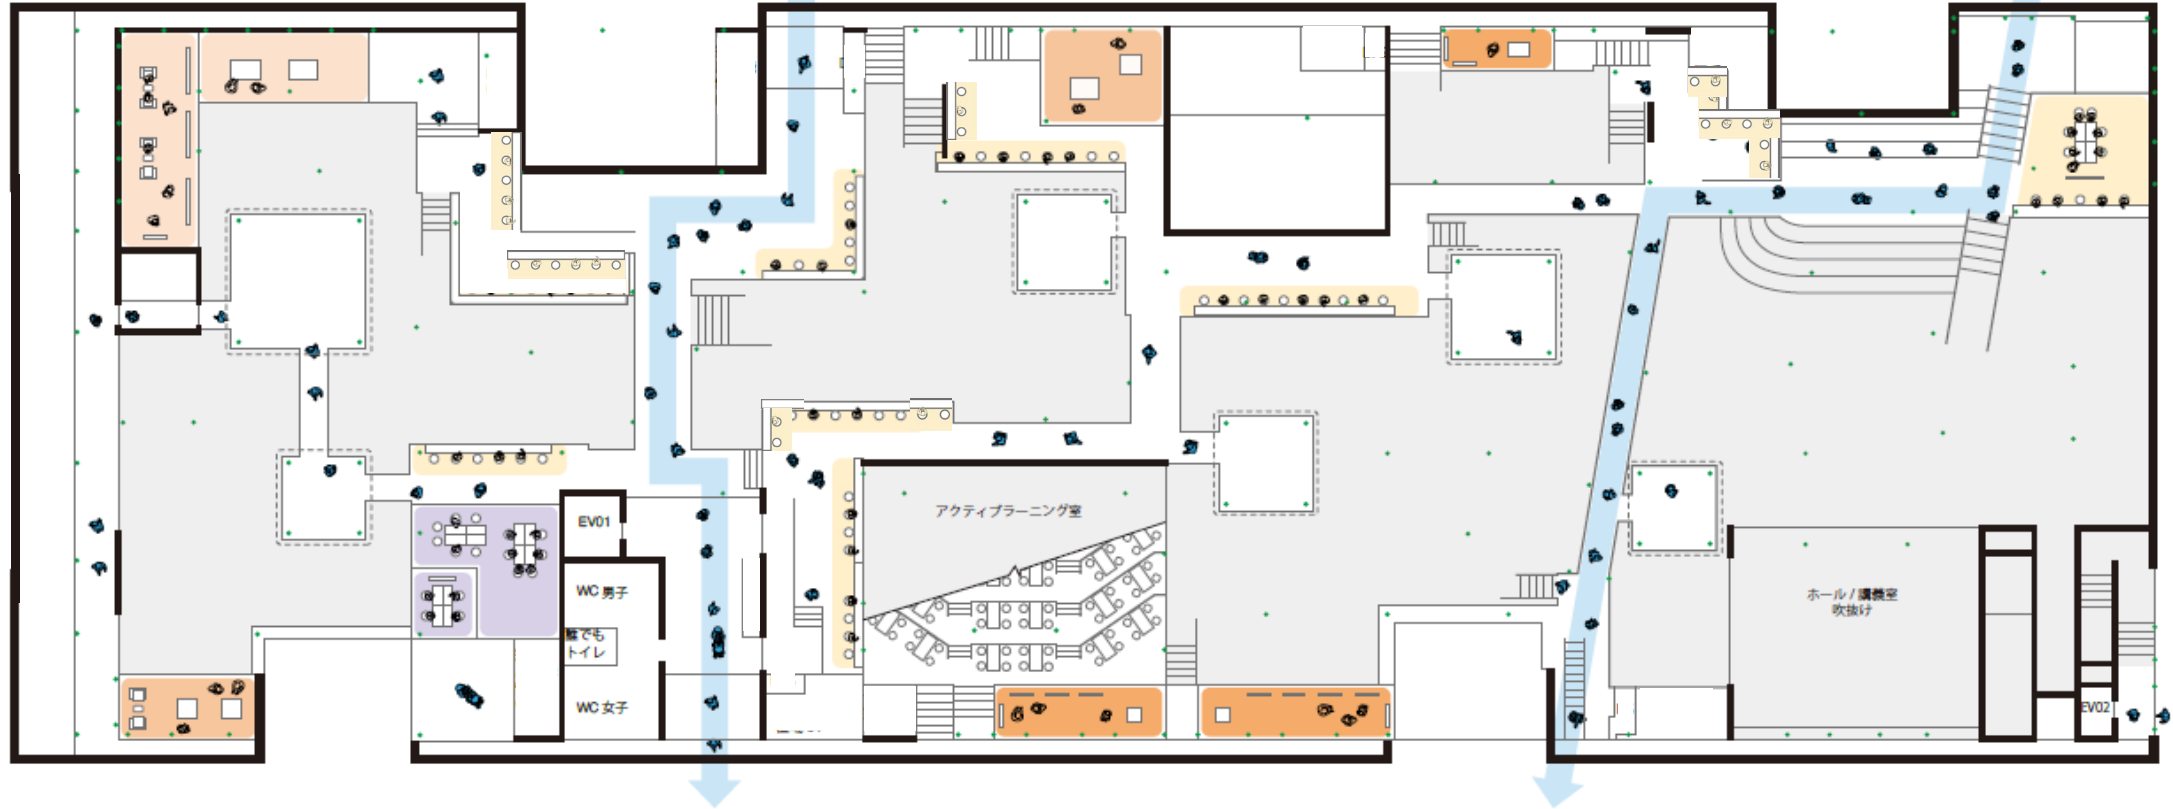 アクティブラーニング室
EV01
WC 男子
誰でも
トイレ
WC 女子
ホール / 講義室
吹抜け
EV02